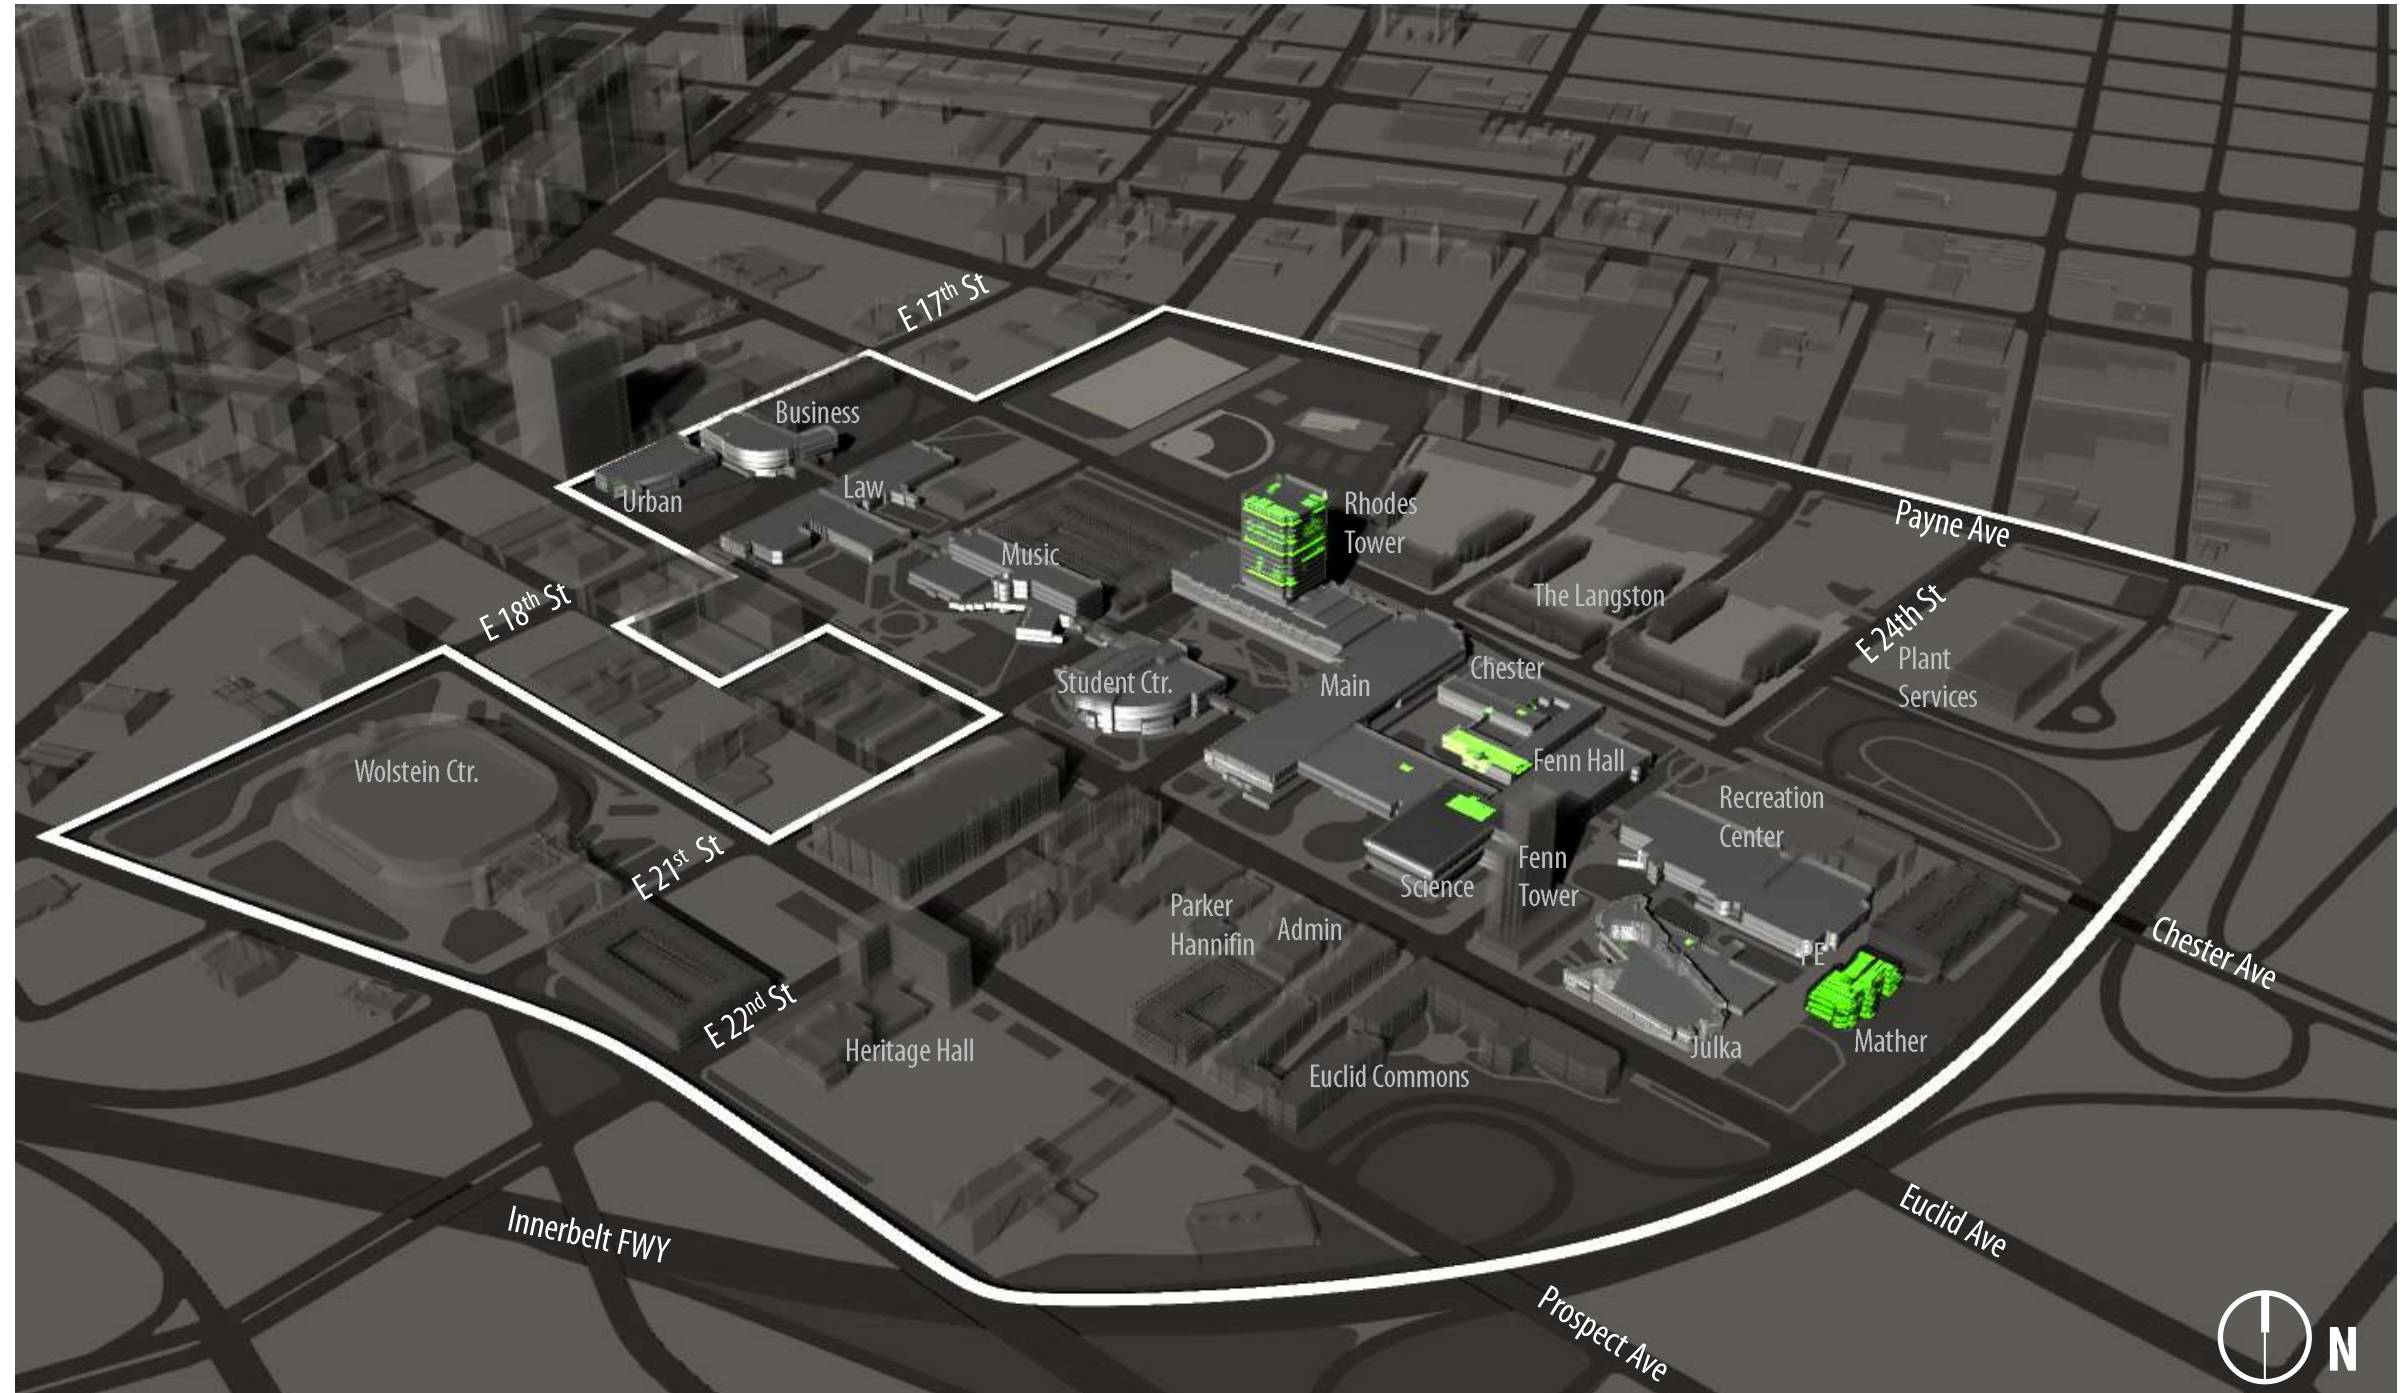 E 17th St
Business
Urban
Law
Rhodes
Tower
Payne Ave
Music
E 18th St
The Langston
E 24th St
Plant
Services
Chester
Student Ctr.
Main
Wolstein Ctr.
Fenn Hall
Recreation
Center
E 21st St
Science
Fenn
Tower
Parker
Hannifin
Admin
PE
Chester Ave
E 22nd St
Heritage Hall
Julka
Mather
Euclid Commons
Innerbelt FWY
Euclid Ave
Prospect Ave
N